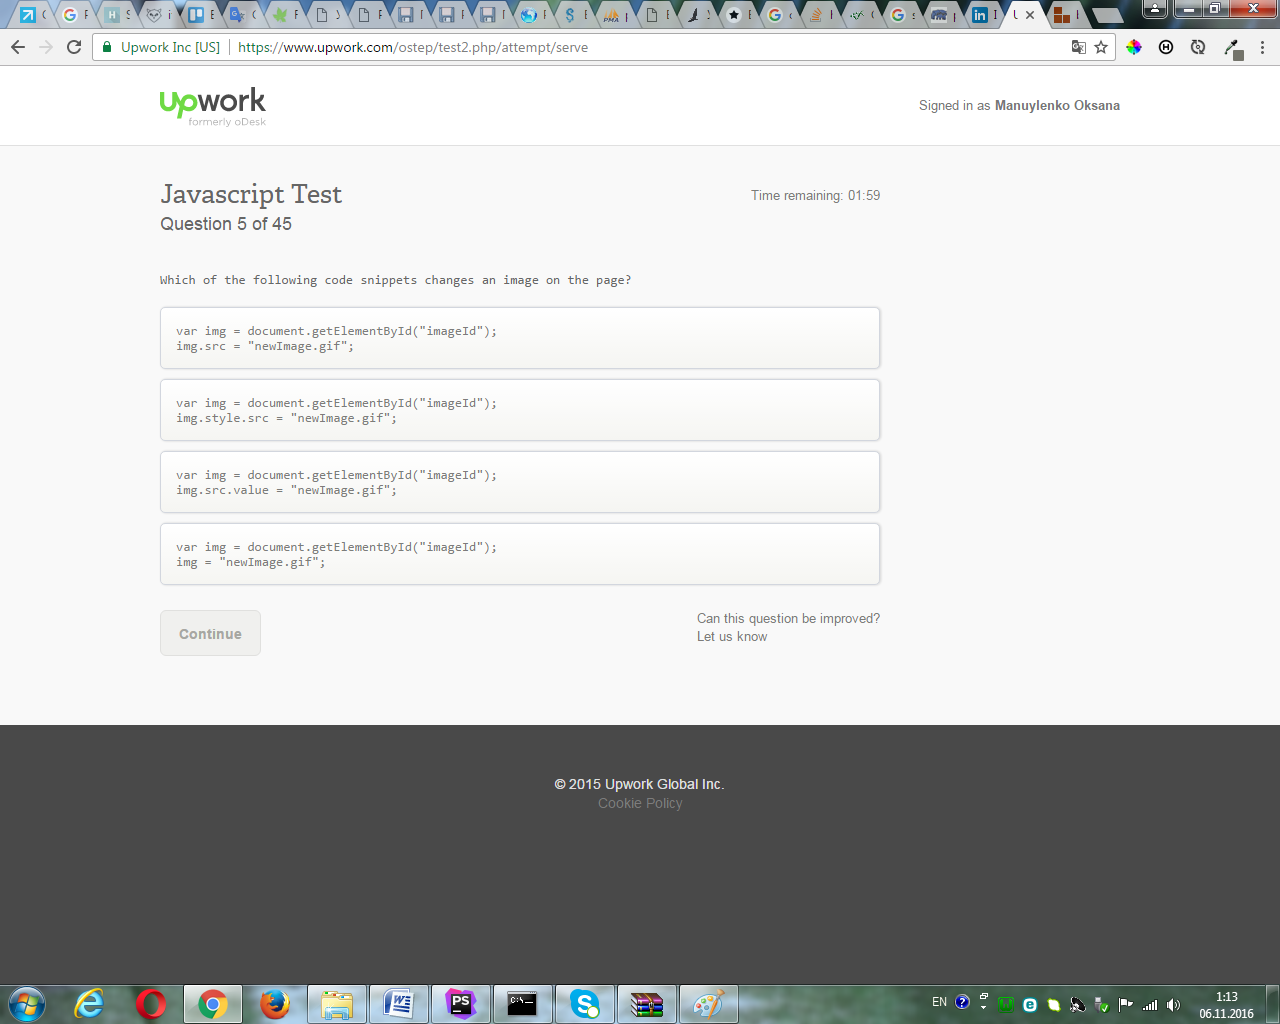 Upwork Inc [US]
https://www.upwork.com/ostep/test2.php/attempt/serve
upwork
formerly oDesk
Signed in as Manuylenko Oksana
Javascript Test
Time remaining: 01:59
Question 5 of 45
Which of the following code snippets changes an image on the page?
var img = document.getElementById("imageId");
img.src = "newImage.gif";
var img = document.getElementById("imageId");
img.style.src = "newImage.gif";
var img = document.getElementById("imageId");
img.src.value = "newImage.gif";
var img = document.getElementById("imageId");
img = "newImage.gif";
Continue
Can this question be improved?
Let us know
© 2015 Upwork Global Inc.
Cookie Policy
EN
1:13
06.11.2016